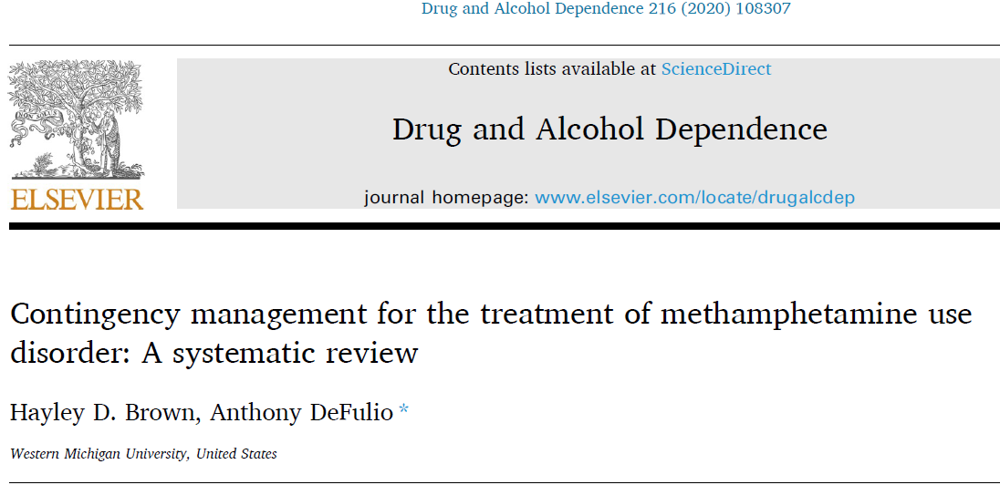 Drug and Alcohol Dependence 216 (2020) 108307
Contents lists available at ScienceDirect
Drug and Alcohol Dependence
journal homepage: www.elsevier.com/locate/drugalcdep
NON SOLUS
ELSEVIER
Contingency management for the treatment of methamphetamine use
disorder: A systematic review
Hayley D. Brown, Anthony DeFulio *
Western Michigan University, United States